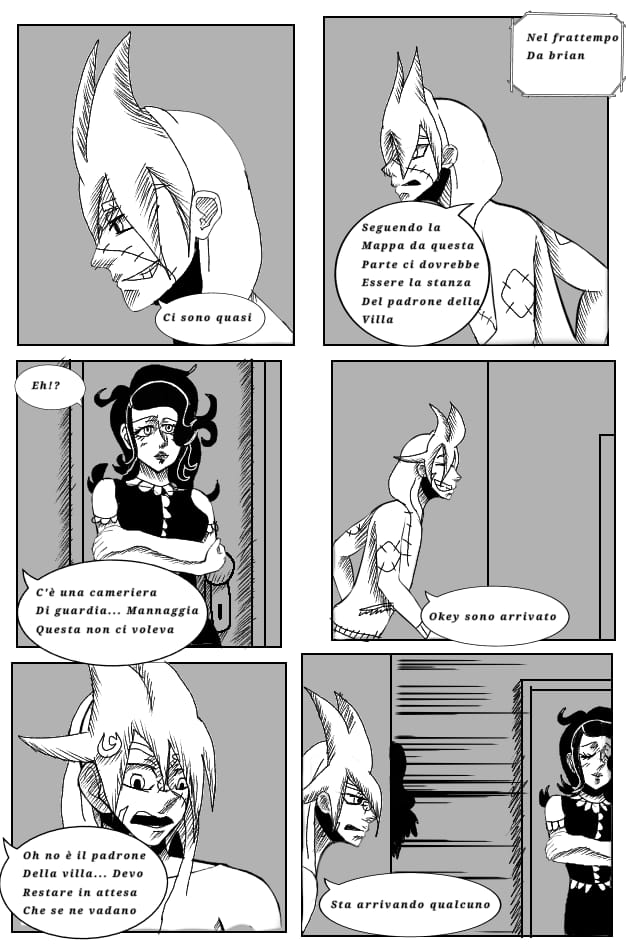 Nel frattempo
Da brian
Seguendo la
Mappa da questa
Parte ci dovrebbe
Essere la stanza
Del padrone della
Villa
Ci sono quasi
Okey sono arrivato
Eh!?
C'è una cameriera
Di guardia... Mannaggia
Questa non ci voleva
Sta arrivando qualcuno
Oh no è il padrone
Della villa... Devo
Restare in attesa
Che se ne vadano